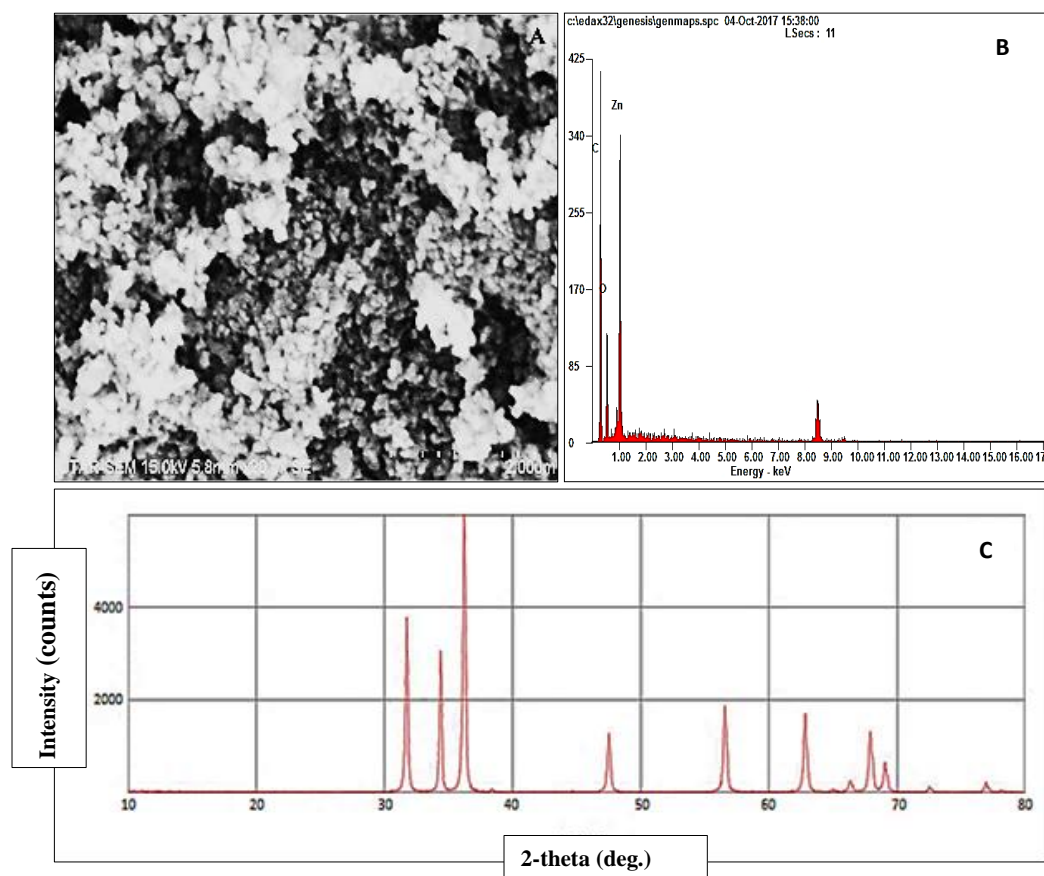 A
2.00um
c:\edax32\genesis\genmaps.spc 04-Oct-2017 15:38:00
LSecs : 11
B
425
340
255
170
85
0
C
O
Zn
1.00 2.00 3.00 4.00 5.00 6.00 7.00 8.00 9.00 10.00 11.00 12.00 13.00 14.00 15.00 16.00 17
Energy - keV
Intensity (counts)
C
4000
2000
10 20 30 40 50 60 70 80
2-theta (deg.)